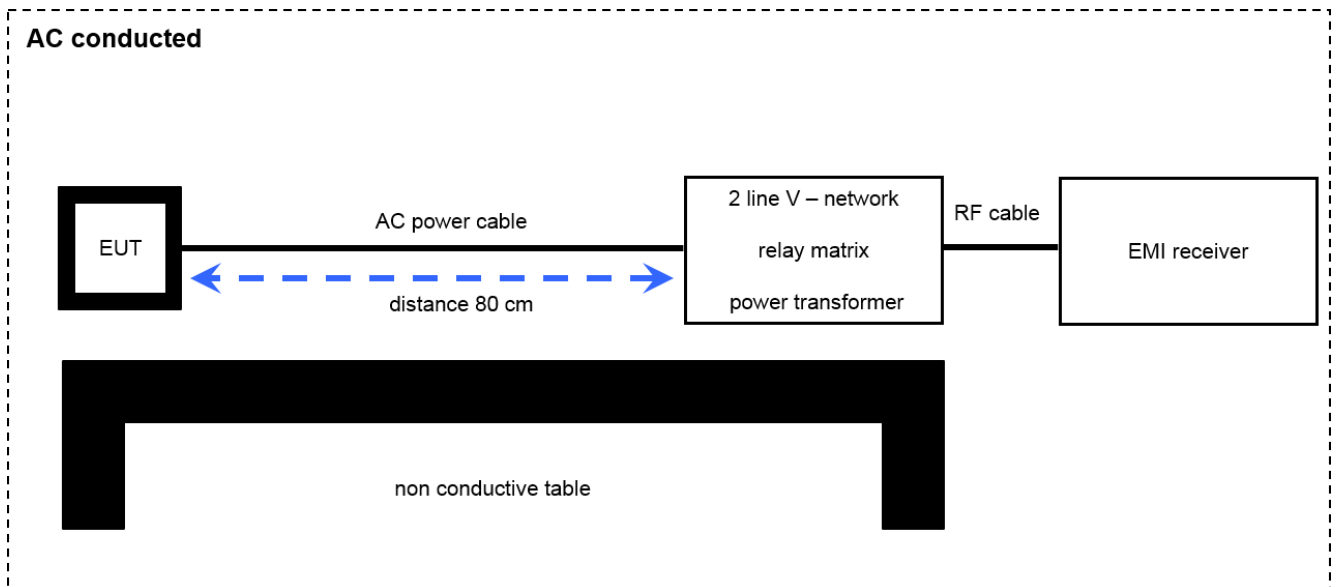 AC conducted
EUT
AC power cable
distance 80 cm
2 line V – network
relay matrix
power transformer
RF cable
EMI receiver
non conductive table